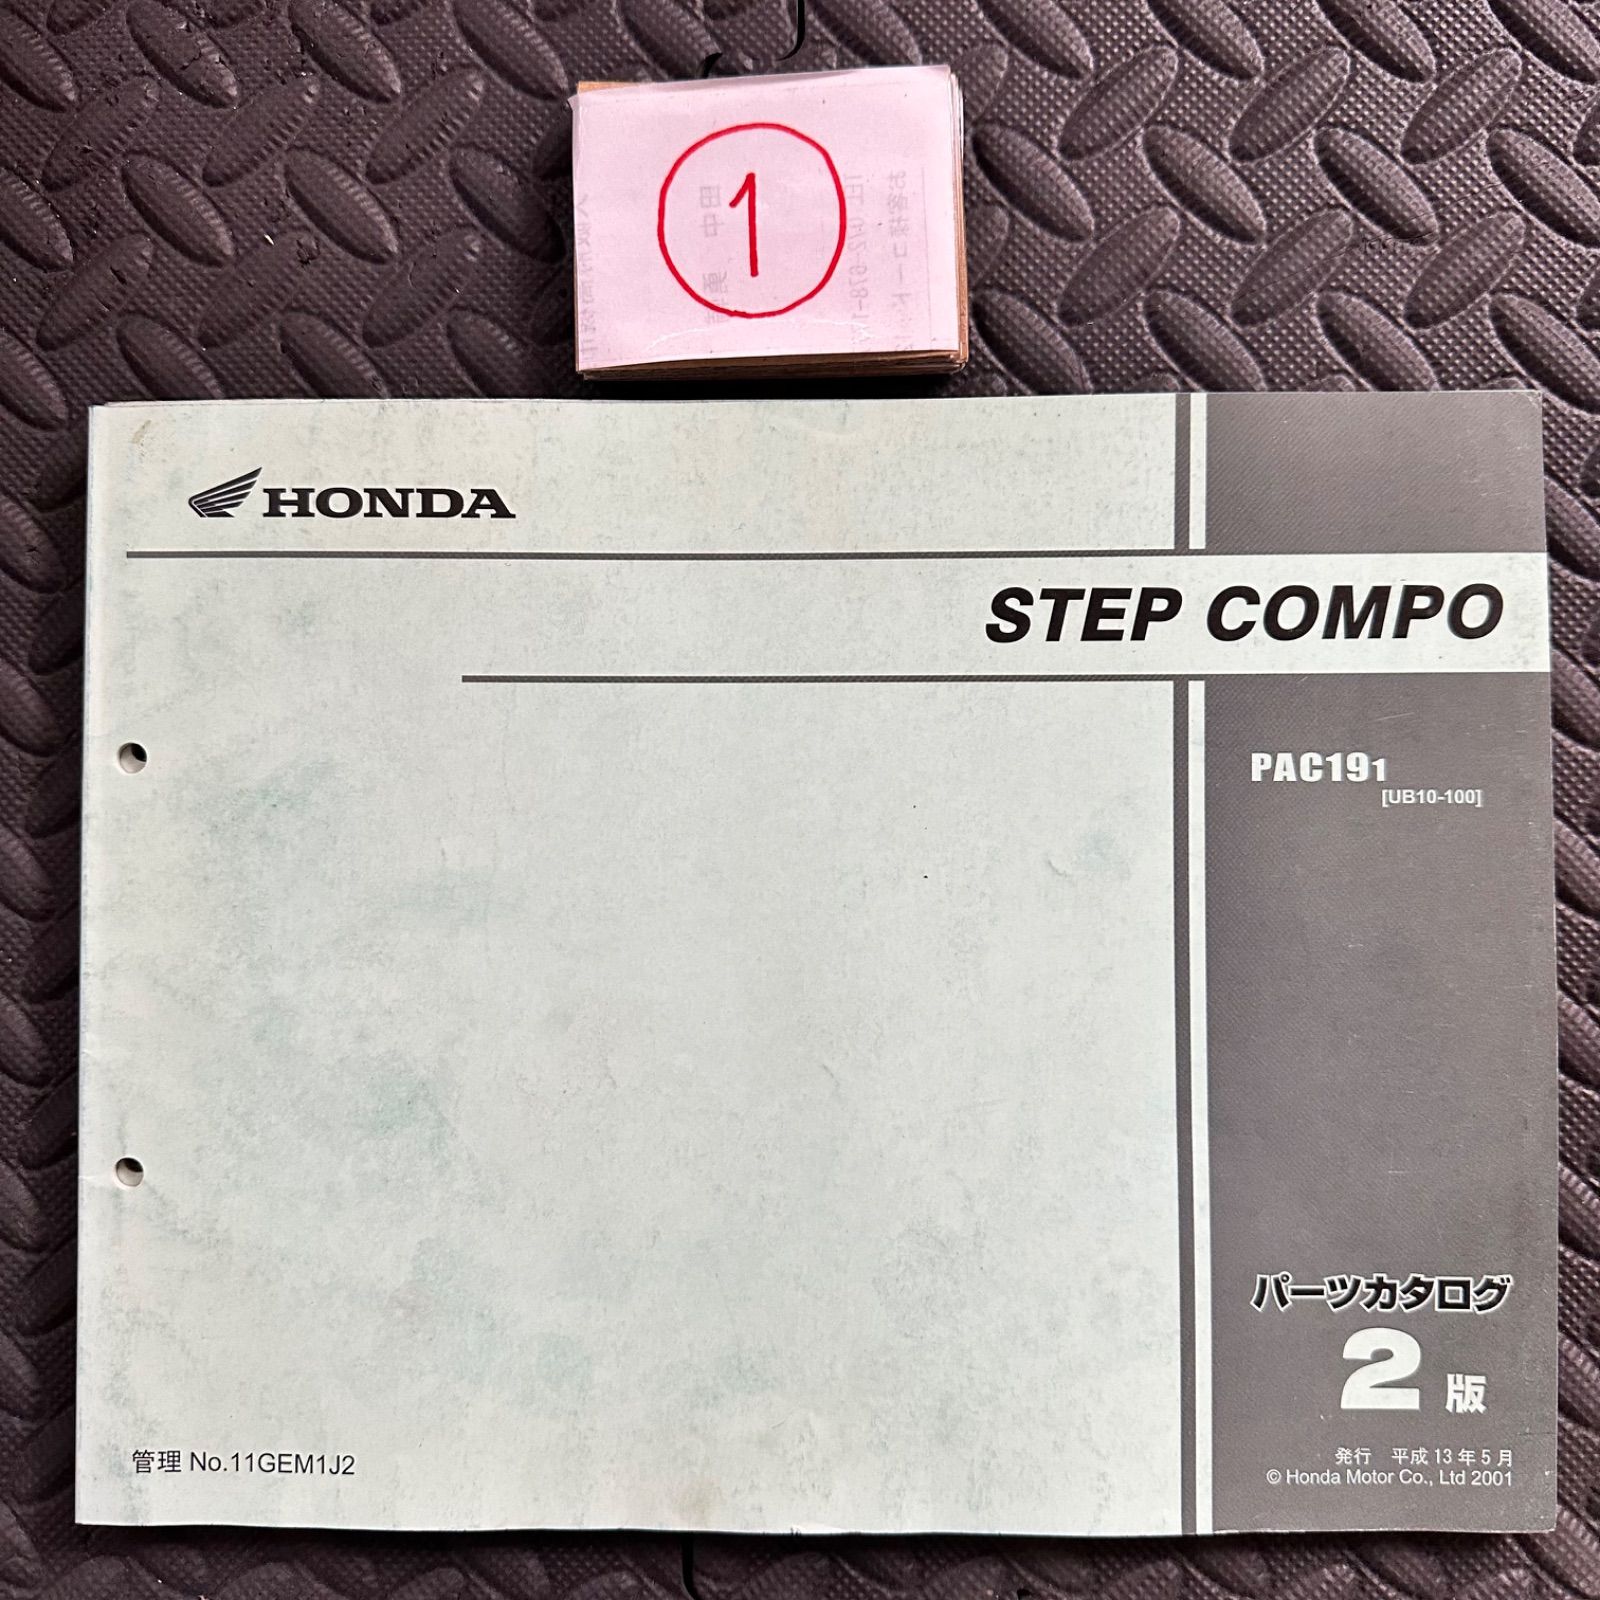 1
HONDA
STEP COMPO
PAC191
[UB10-100]
パーツカタログ
2版
発行 平成13年5月
© Honda Motor Co., Ltd 2001
管理 No.11GEM1J2